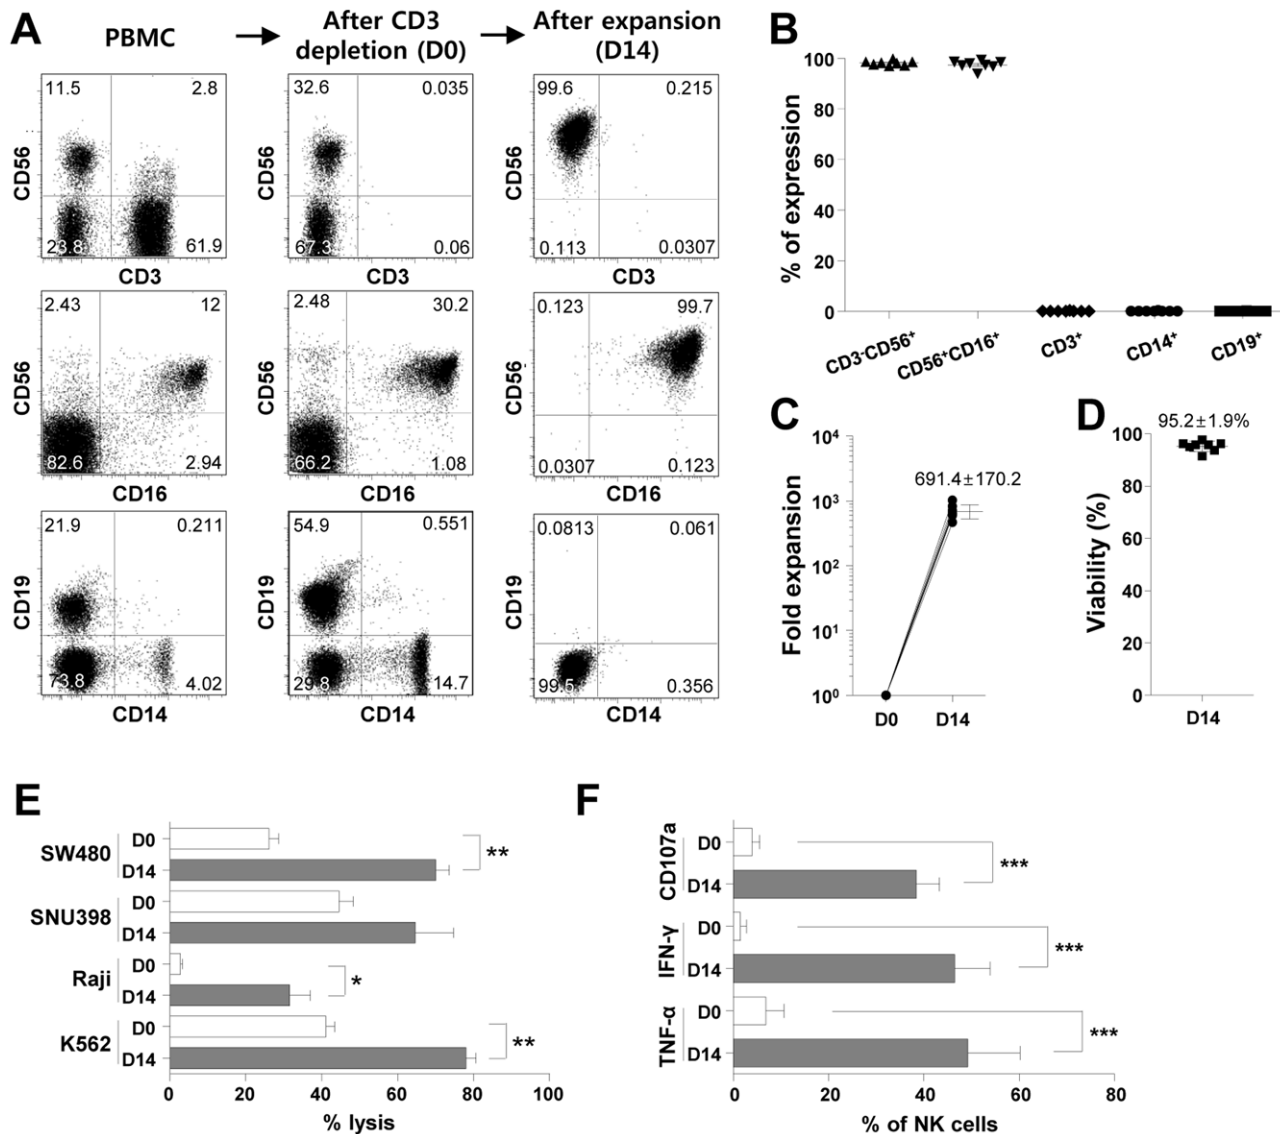 A
PBMC
After CD3
depletion (D0)
After expansion
(D14)
11.5
2.8
23.8
61.9
CD56
CD3
32.6
0.035
67.3
0.06
CD56
CD3
99.6
0.215
0.113
0.0307
CD56
CD3
2.43
12
82.6
2.94
CD56
CD16
2.48
30.2
66.2
1.08
CD56
CD16
0.123
99.7
0.0307
0.123
CD56
CD16
21.9
0.211
73.8
4.02
CD19
CD14
54.9
0.551
29.8
14.7
CD19
CD14
0.0813
0.061
99.5
0.356
CD19
CD14
B
% of expression
100
80
60
40
20
0
CD3⁻CD56⁺
CD56⁺CD16⁺
CD3⁺
CD14⁺
CD19⁺
C
Fold expansion
10⁴
10³
10²
10¹
10⁰
691.4±170.2
D0
D14
D
95.2±1.9%
Viability (%)
100
80
60
40
20
0
D14
E
SW480
D0
D14
**
SNU398
D0
D14
Raji
D0
D14
*
K562
D0
D14
**
0
20
40
60
80
100
% lysis
F
CD107a
D0
D14
***
IFN-γ
D0
D14
***
TNF-α
D0
D14
***
0
20
40
60
80
% of NK cells